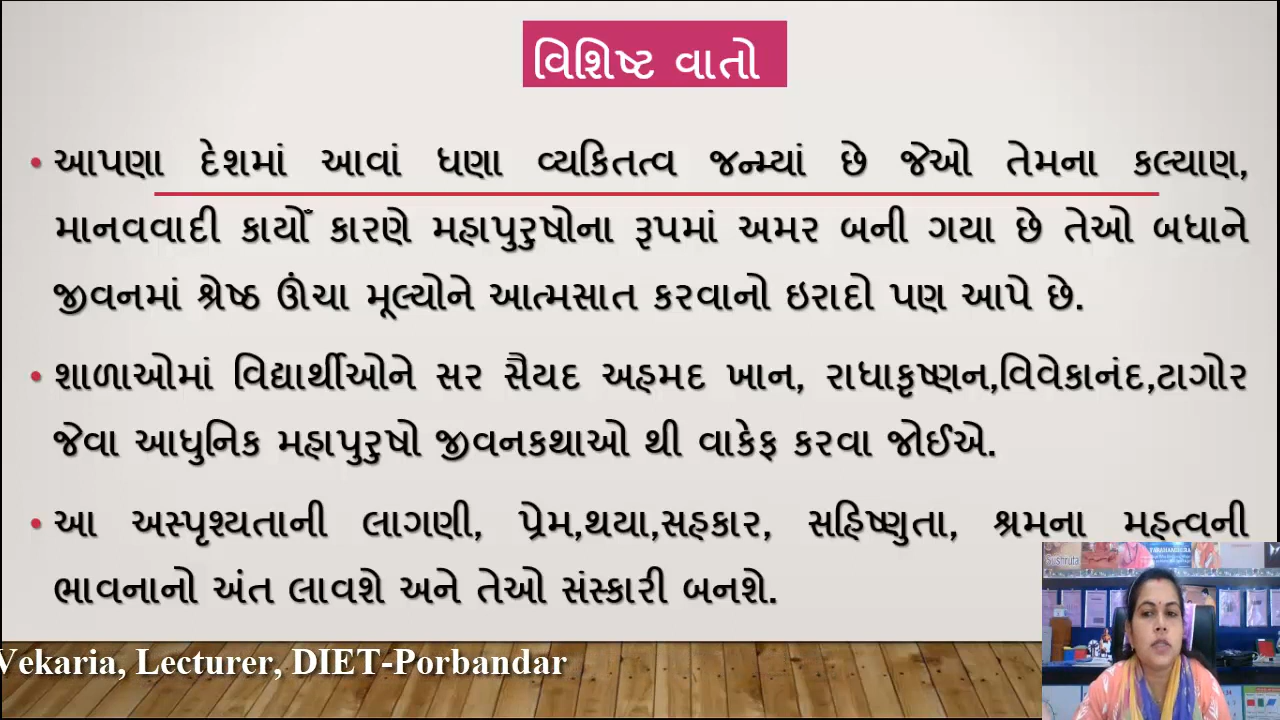 વિશિષ્ટ વાતો
• આપણા દેશમાં આવાં ઘણા વ્યકિતત્વ જન્મ્યાં છે જેઓ તેમના કલ્યાણ,
માનવવાદી કાર્યોઁ કારણે મહાપુરુષોના રૂપમાં અમર બની ગયા છે તેઓ બધાને
જીવનમાં શ્રેષ્ઠ ઊંચા મૂલ્યોને આત્મસાત કરવાનો ઇરાદો પણ આપે છે.
• શાળાઓમાં વિદ્યાર્થીઓને સર સૈયદ અહમદ ખાન, રાધાકૃષ્ણન,વિવેકાનંદ,ટાગોર
જેવા આધુનિક મહાપુરુષો જીવનકથાઓ થી વાકેફ કરવા જોઈએ.
• આ અસ્પૃશ્યતાની લાગણી, પ્રેમ,થયા,સહકાર, સહિષ્ણુતા, શ્રમના મહત્વની
ભાવનાનો અંત લાવશે અને તેઓ સંસ્કારી બનશે.
Vekaria, Lecturer, DIET-Porbandar
Sushruta